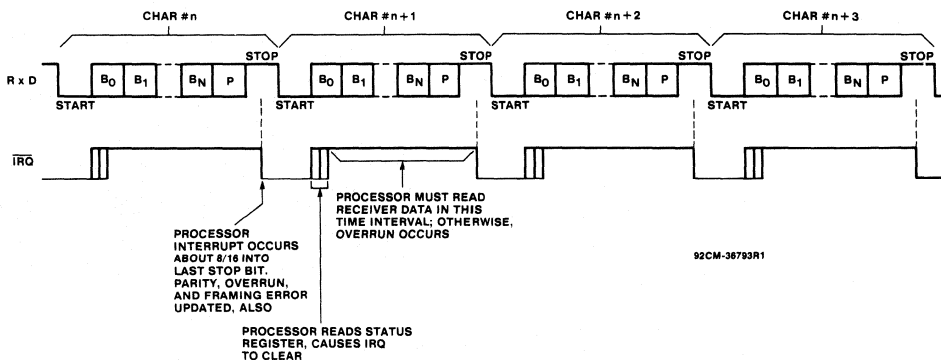 CHAR #n CHAR #n+1 CHAR #n+2 CHAR #n+3
STOP STOP STOP STOP
R x D B0 B1 BN P B0 B1 BN P B0 B1 BN P B0 B1 BN P
START START START START
IRQ
PROCESSOR
INTERRUPT OCCURS
ABOUT 8/16 INTO
LAST STOP BIT.
PARITY, OVERRUN,
AND FRAMING ERROR
UPDATED, ALSO
PROCESSOR MUST READ
RECEIVER DATA IN THIS
TIME INTERVAL; OTHERWISE,
OVERRUN OCCURS
92CM-36793R1
PROCESSOR READS STATUS
REGISTER, CAUSES IRQ
TO CLEAR